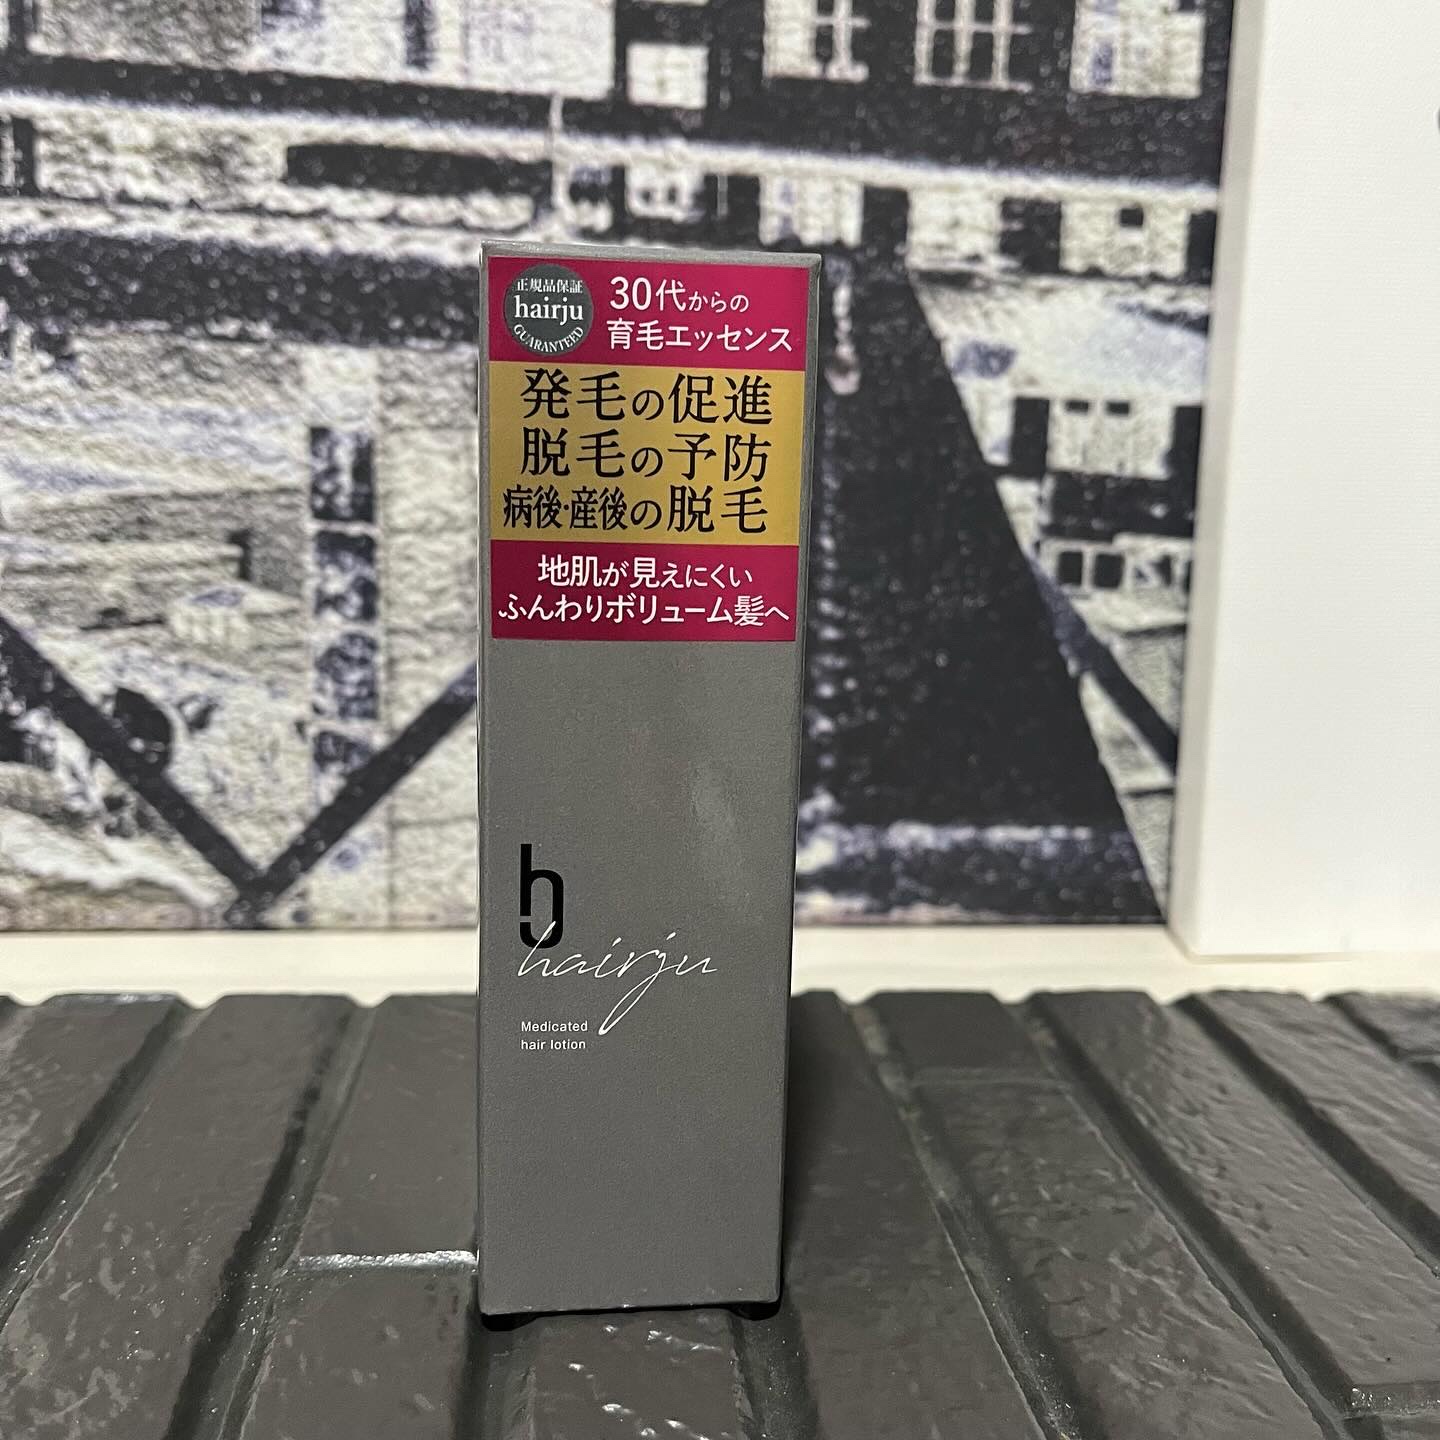 正規品保証
hairju
GUARANTEED
30代からの
育毛エッセンス
発毛の促進
脱毛の予防
病後・産後の脱毛
地肌が見えにくい
ふんわりボリューム髪へ
h
hairju
Medicated
hair lotion